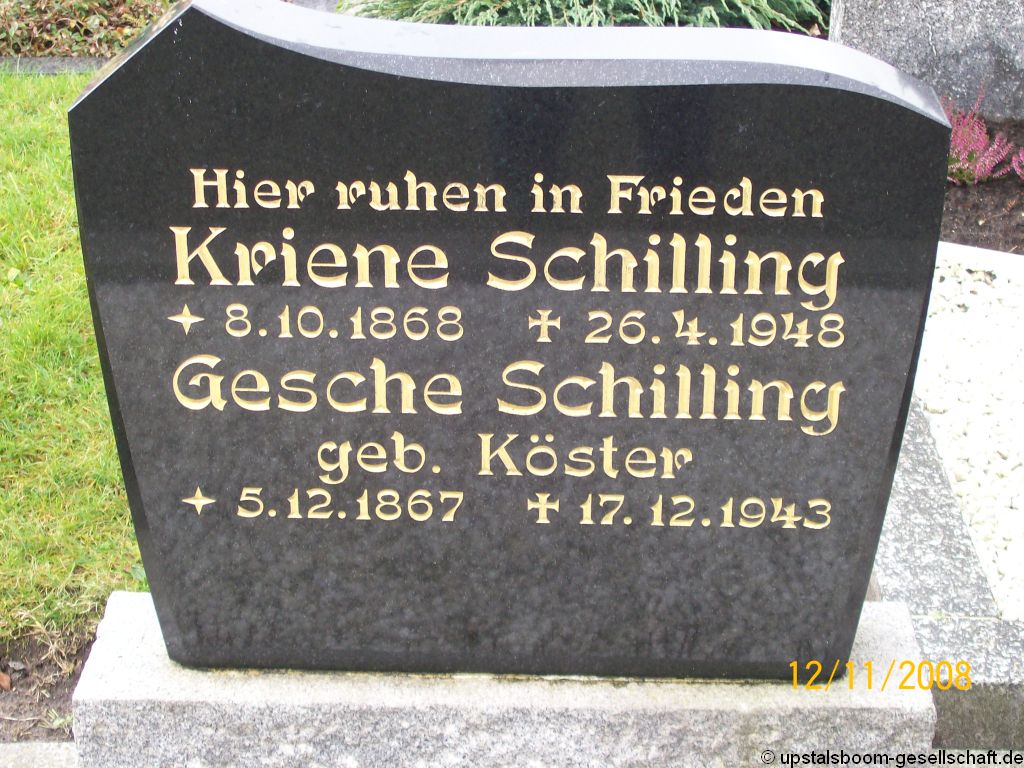 Hier ruhen in Frieden
Kriene Schilling
✦ 8.10.1868 ✝ 26.4.1948
Gesche Schilling
geb. Köster
✦ 5.12.1867 ✝ 17.12.1943
12/11/2008
© upstalsboom-gesellschaft.de